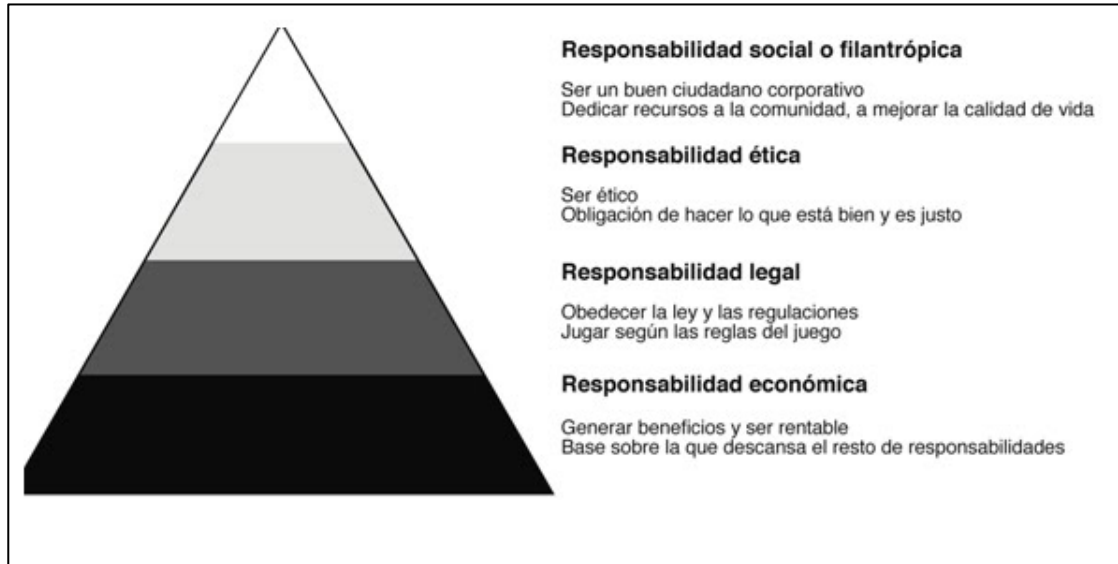 Responsabilidad social o filantrópica
Ser un buen ciudadano corporativo
Dedicar recursos a la comunidad, a mejorar la calidad de vida
Responsabilidad ética
Ser ético
Obligación de hacer lo que está bien y es justo
Responsabilidad legal
Obedecer la ley y las regulaciones
Jugar según las reglas del juego
Responsabilidad económica
Generar beneficios y ser rentable
Base sobre la que descansa el resto de responsabilidades